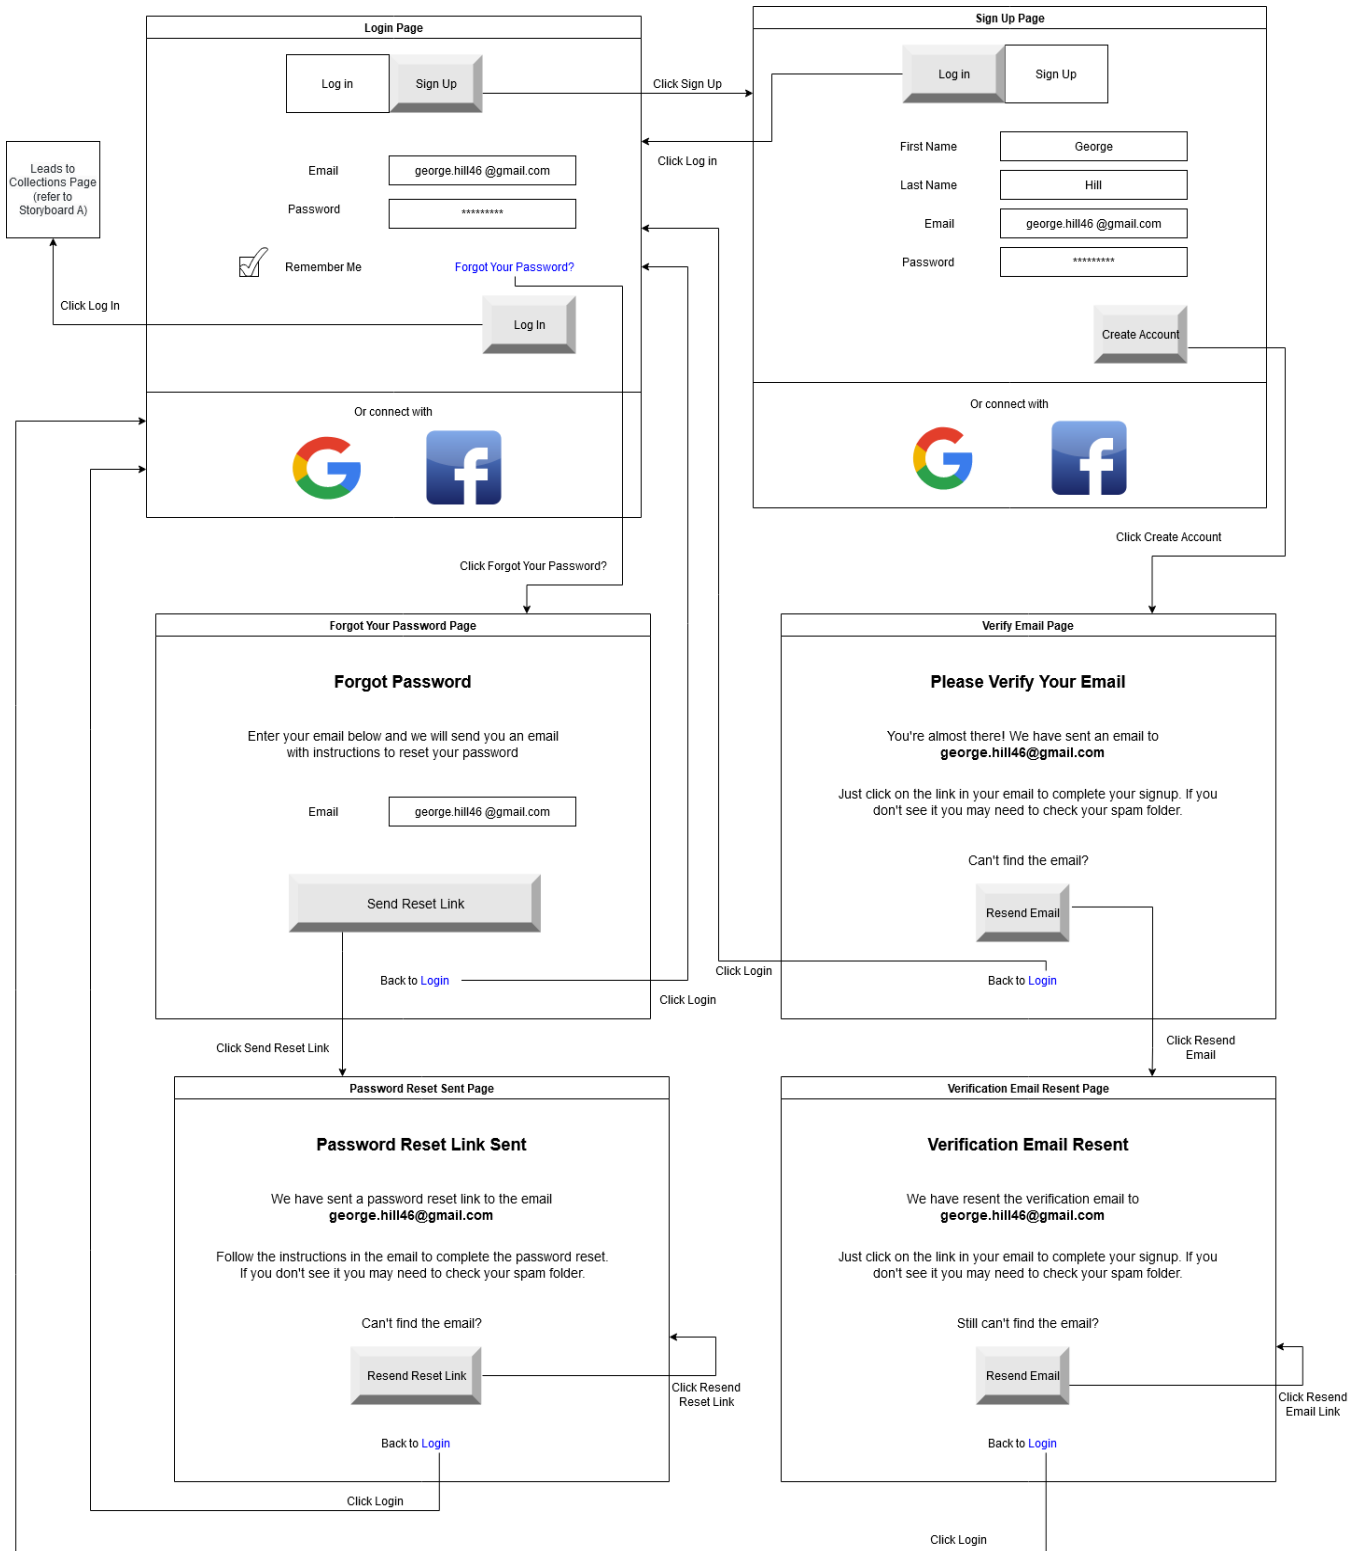 Login Page
Log in
Sign Up
Click Sign Up
Email
george.hill46 @gmail.com
Password
*********
Remember Me
Forgot Your Password?
Log In
Click Log In
Leads to
Collections Page
(refer to
Storyboard A)
Or connect with
Sign Up Page
Log in
Sign Up
Click Log in
First Name
George
Last Name
Hill
Email
george.hill46 @gmail.com
Password
*********
Create Account
Or connect with
Click Create Account
Click Forgot Your Password?
Forgot Your Password Page
Forgot Password
Enter your email below and we will send you an email
with instructions to reset your password
Email
george.hill46 @gmail.com
Send Reset Link
Back to Login
Click Login
Click Send Reset Link
Verify Email Page
Please Verify Your Email
You're almost there! We have sent an email to
george.hill46@gmail.com
Just click on the link in your email to complete your signup. If you
don't see it you may need to check your spam folder.
Can't find the email?
Resend Email
Back to Login
Click Login
Click Resend
Email
Password Reset Sent Page
Password Reset Link Sent
We have sent a password reset link to the email
george.hill46@gmail.com
Follow the instructions in the email to complete the password reset.
If you don't see it you may need to check your spam folder.
Can't find the email?
Resend Reset Link
Click Resend
Reset Link
Back to Login
Click Login
Verification Email Resent Page
Verification Email Resent
We have resent the verification email to
george.hill46@gmail.com
Just click on the link in your email to complete your signup. If you
don't see it you may need to check your spam folder.
Still can't find the email?
Resend Email
Click Resend
Email Link
Back to Login
Click Login